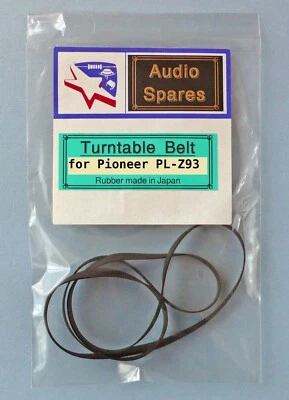 Audio
Spares
Turntable Belt
for Pioneer PL-Z93
Rubber made in Japan